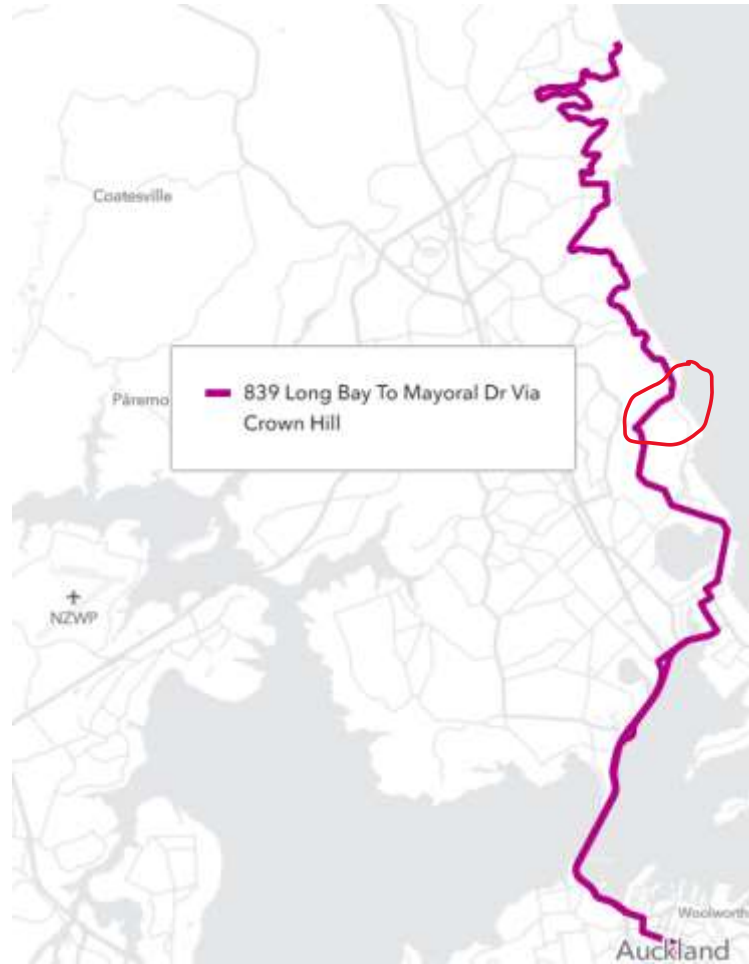 Coatesville
839 Long Bay To Mayoral Dr Via
Crown Hill
Pāremo
NZWP
Woolworth
Auckland